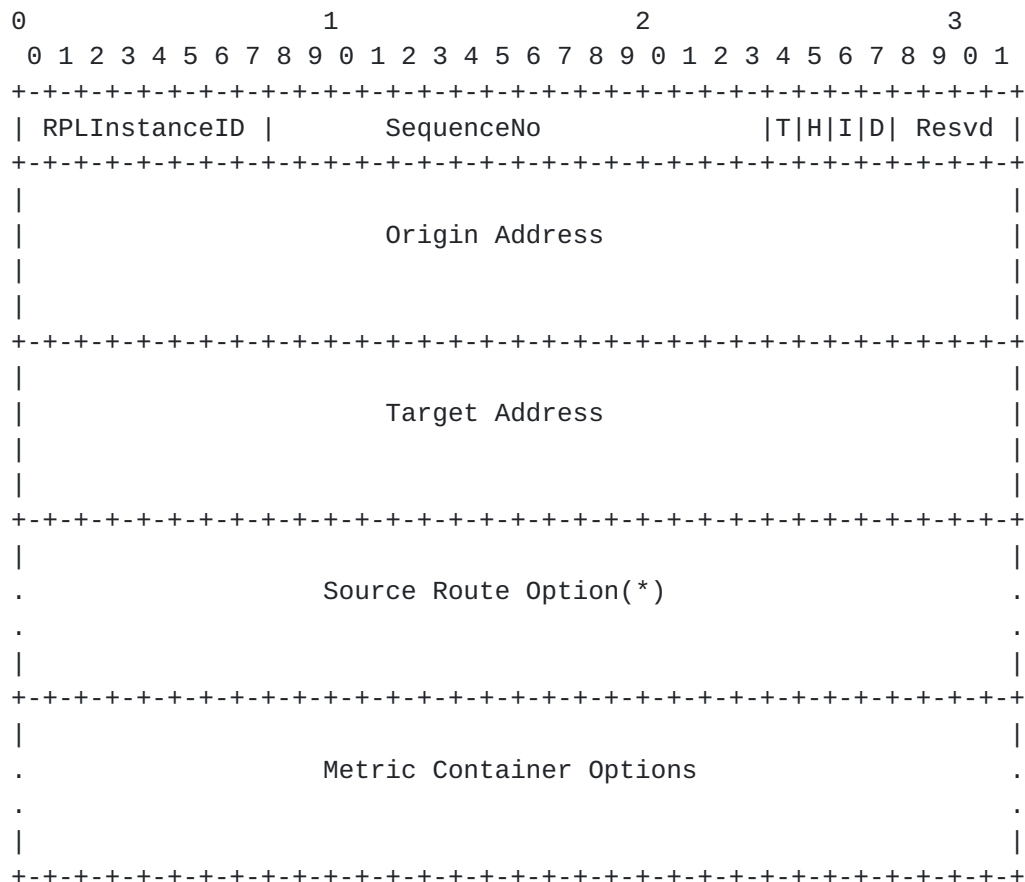 0                   1                   2                   3
 0 1 2 3 4 5 6 7 8 9 0 1 2 3 4 5 6 7 8 9 0 1 2 3 4 5 6 7 8 9 0 1
+-+-+-+-+-+-+-+-+-+-+-+-+-+-+-+-+-+-+-+-+-+-+-+-+-+-+-+-+-+-+-+-+
| RPLInstanceID |       SequenceNo              |T|H|I|D| Resvd |
+-+-+-+-+-+-+-+-+-+-+-+-+-+-+-+-+-+-+-+-+-+-+-+-+-+-+-+-+-+-+-+-+
|                                                               |
|                       Origin Address                          |
|                                                               |
|                                                               |
+-+-+-+-+-+-+-+-+-+-+-+-+-+-+-+-+-+-+-+-+-+-+-+-+-+-+-+-+-+-+-+-+
|                                                               |
|                       Target Address                          |
|                                                               |
|                                                               |
+-+-+-+-+-+-+-+-+-+-+-+-+-+-+-+-+-+-+-+-+-+-+-+-+-+-+-+-+-+-+-+-+
|                                                               |
.                   Source Route Option(*)                      .
.                                                               .
|                                                               |
+-+-+-+-+-+-+-+-+-+-+-+-+-+-+-+-+-+-+-+-+-+-+-+-+-+-+-+-+-+-+-+-+
|                                                               |
.                   Metric Container Options                    .
.                                                               .
|                                                               |
+-+-+-+-+-+-+-+-+-+-+-+-+-+-+-+-+-+-+-+-+-+-+-+-+-+-+-+-+-+-+-+-+